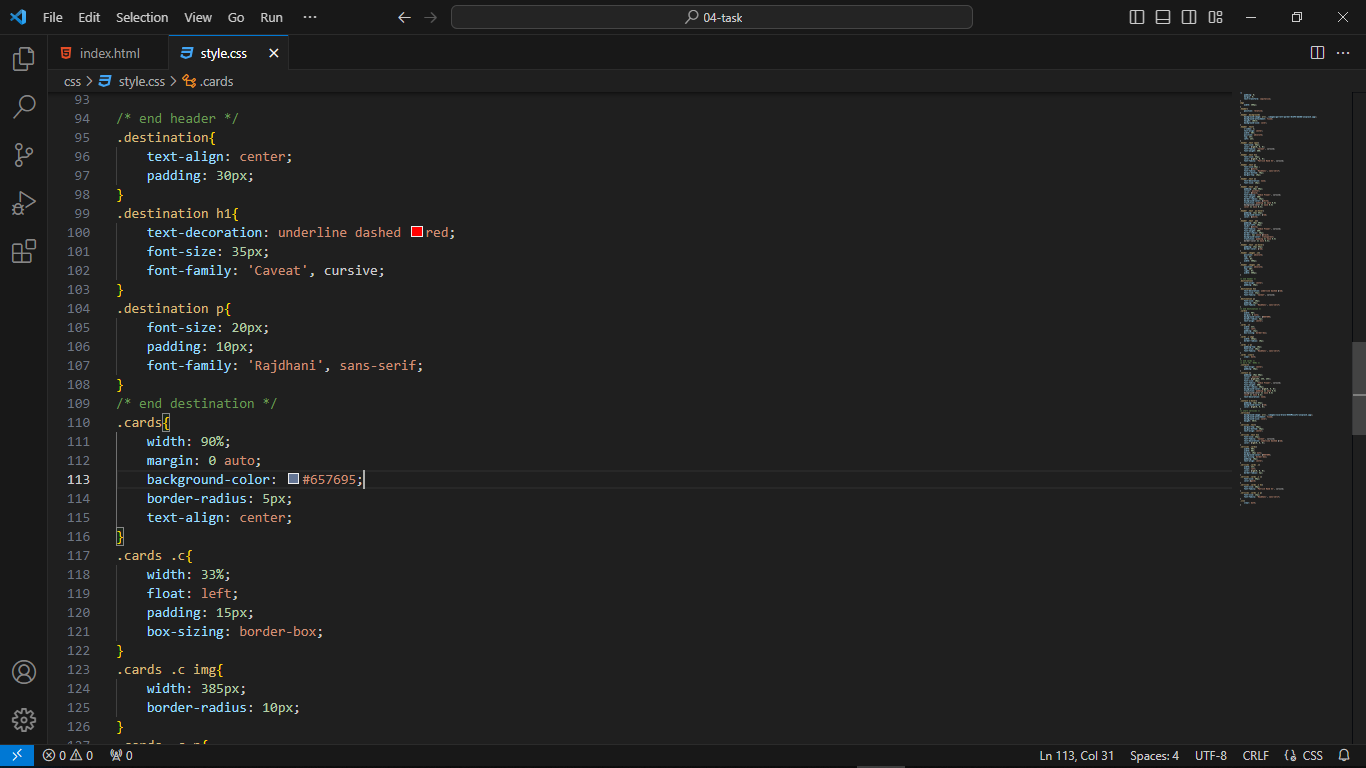 File Edit Selection View Go Run ··· 04-task
index.html style.css
css > style.css > .cards
93
94 /* end header */
95 .destination{
96 text-align: center;
97 padding: 30px;
98 }
99 .destination h1{
100 text-decoration: underline dashed red;
101 font-size: 35px;
102 font-family: 'Caveat', cursive;
103 }
104 .destination p{
105 font-size: 20px;
106 padding: 10px;
107 font-family: 'Rajdhani', sans-serif;
108 }
109 /* end destination */
110 .cards{
111 width: 90%;
112 margin: 0 auto;
113 background-color: #657695;
114 border-radius: 5px;
115 text-align: center;
116 }
117 .cards .c{
118 width: 33%;
119 float: left;
120 padding: 15px;
121 box-sizing: border-box;
122 }
123 .cards .c img{
124 width: 385px;
125 border-radius: 10px;
126 }
0 0 0 Ln 113, Col 31 Spaces: 4 UTF-8 CRLF CSS